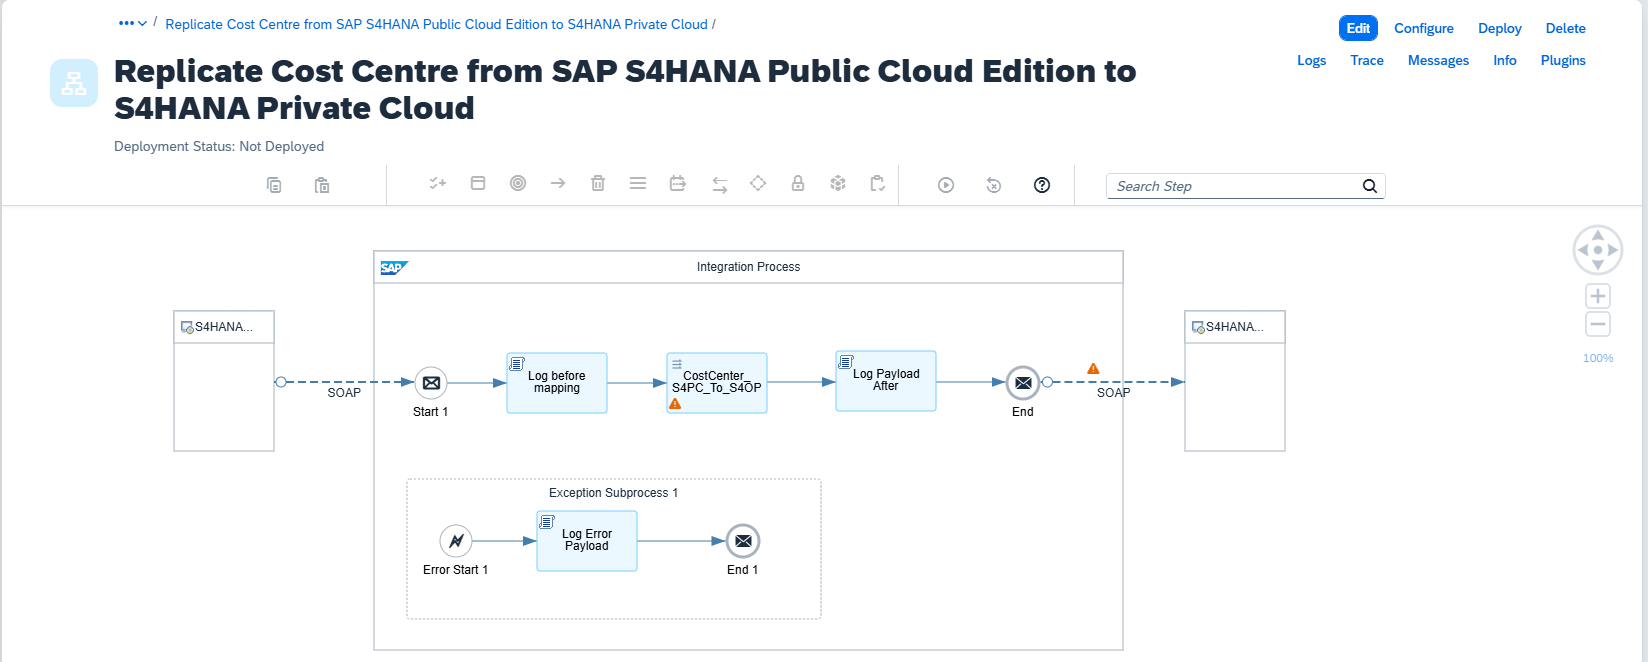 ••• / Replicate Cost Centre from SAP S4HANA Public Cloud Edition to S4HANA Private Cloud /
Edit Configure Deploy Delete
Logs Trace Messages Info Plugins
Replicate Cost Centre from SAP S4HANA Public Cloud Edition to
S4HANA Private Cloud
Deployment Status: Not Deployed
Search Step
SAP
Integration Process
S4HANA...
SOAP
Start 1
Log before
mapping
CostCenter_
S4PC_To_S4OP
Log Payload
After
End
SOAP
S4HANA...
100%
Exception Subprocess 1
Error Start 1
Log Error
Payload
End 1